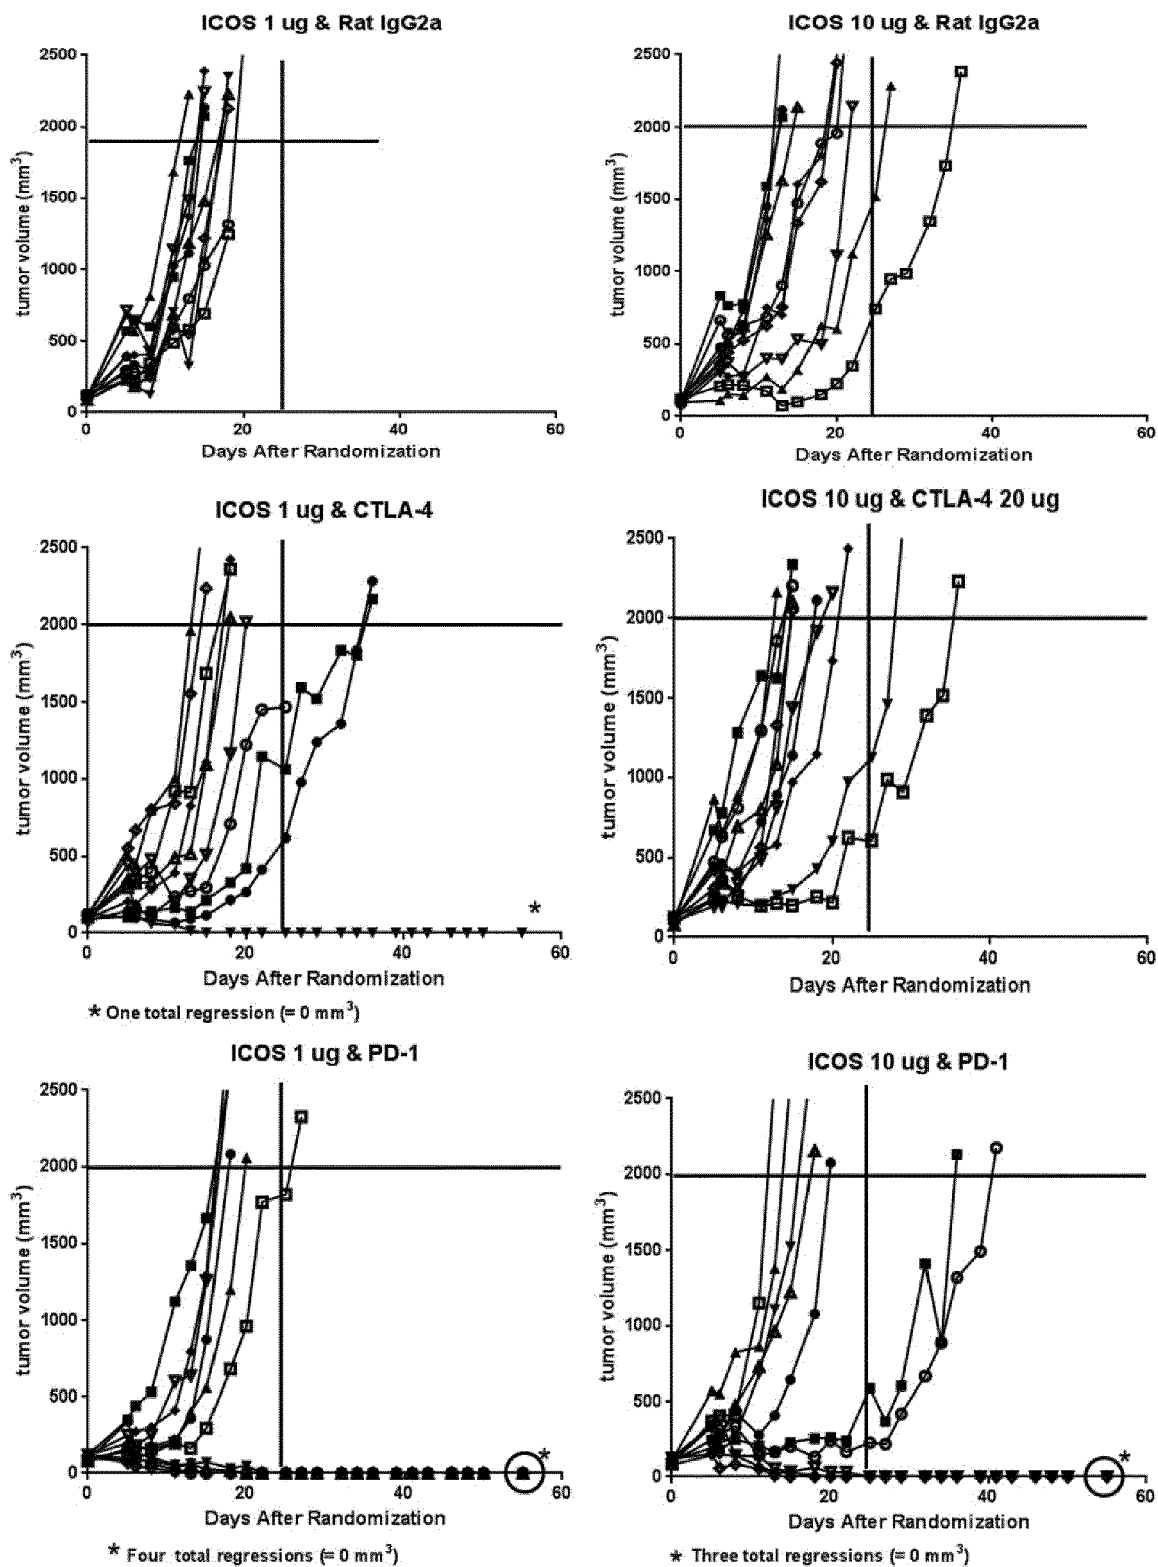 ICOS 1 ug & Rat IgG2a
2500
2000
1500
1000
500
0
tumor volume (mm³)
0 20 40 60
Days After Randomization
ICOS 10 ug & Rat IgG2a
2500
2000
1500
1000
500
0
tumor volume (mm³)
0 20 40 60
Days After Randomization
ICOS 1 ug & CTLA-4
2500
2000
1500
1000
500
0
tumor volume (mm³)
*
0 20 40 60
Days After Randomization
* One total regression (= 0 mm³)
ICOS 10 ug & CTLA-4 20 ug
2500
2000
1500
1000
500
0
tumor volume (mm³)
0 20 40 60
Days After Randomization
ICOS 1 ug & PD-1
2500
2000
1500
1000
500
0
tumor volume (mm³)
*
0 20 40 60
Days After Randomization
* Four total regressions (= 0 mm³)
ICOS 10 ug & PD-1
2500
2000
1500
1000
500
0
tumor volume (mm³)
*
0 20 40 60
Days After Randomization
* Three total regressions (= 0 mm³)